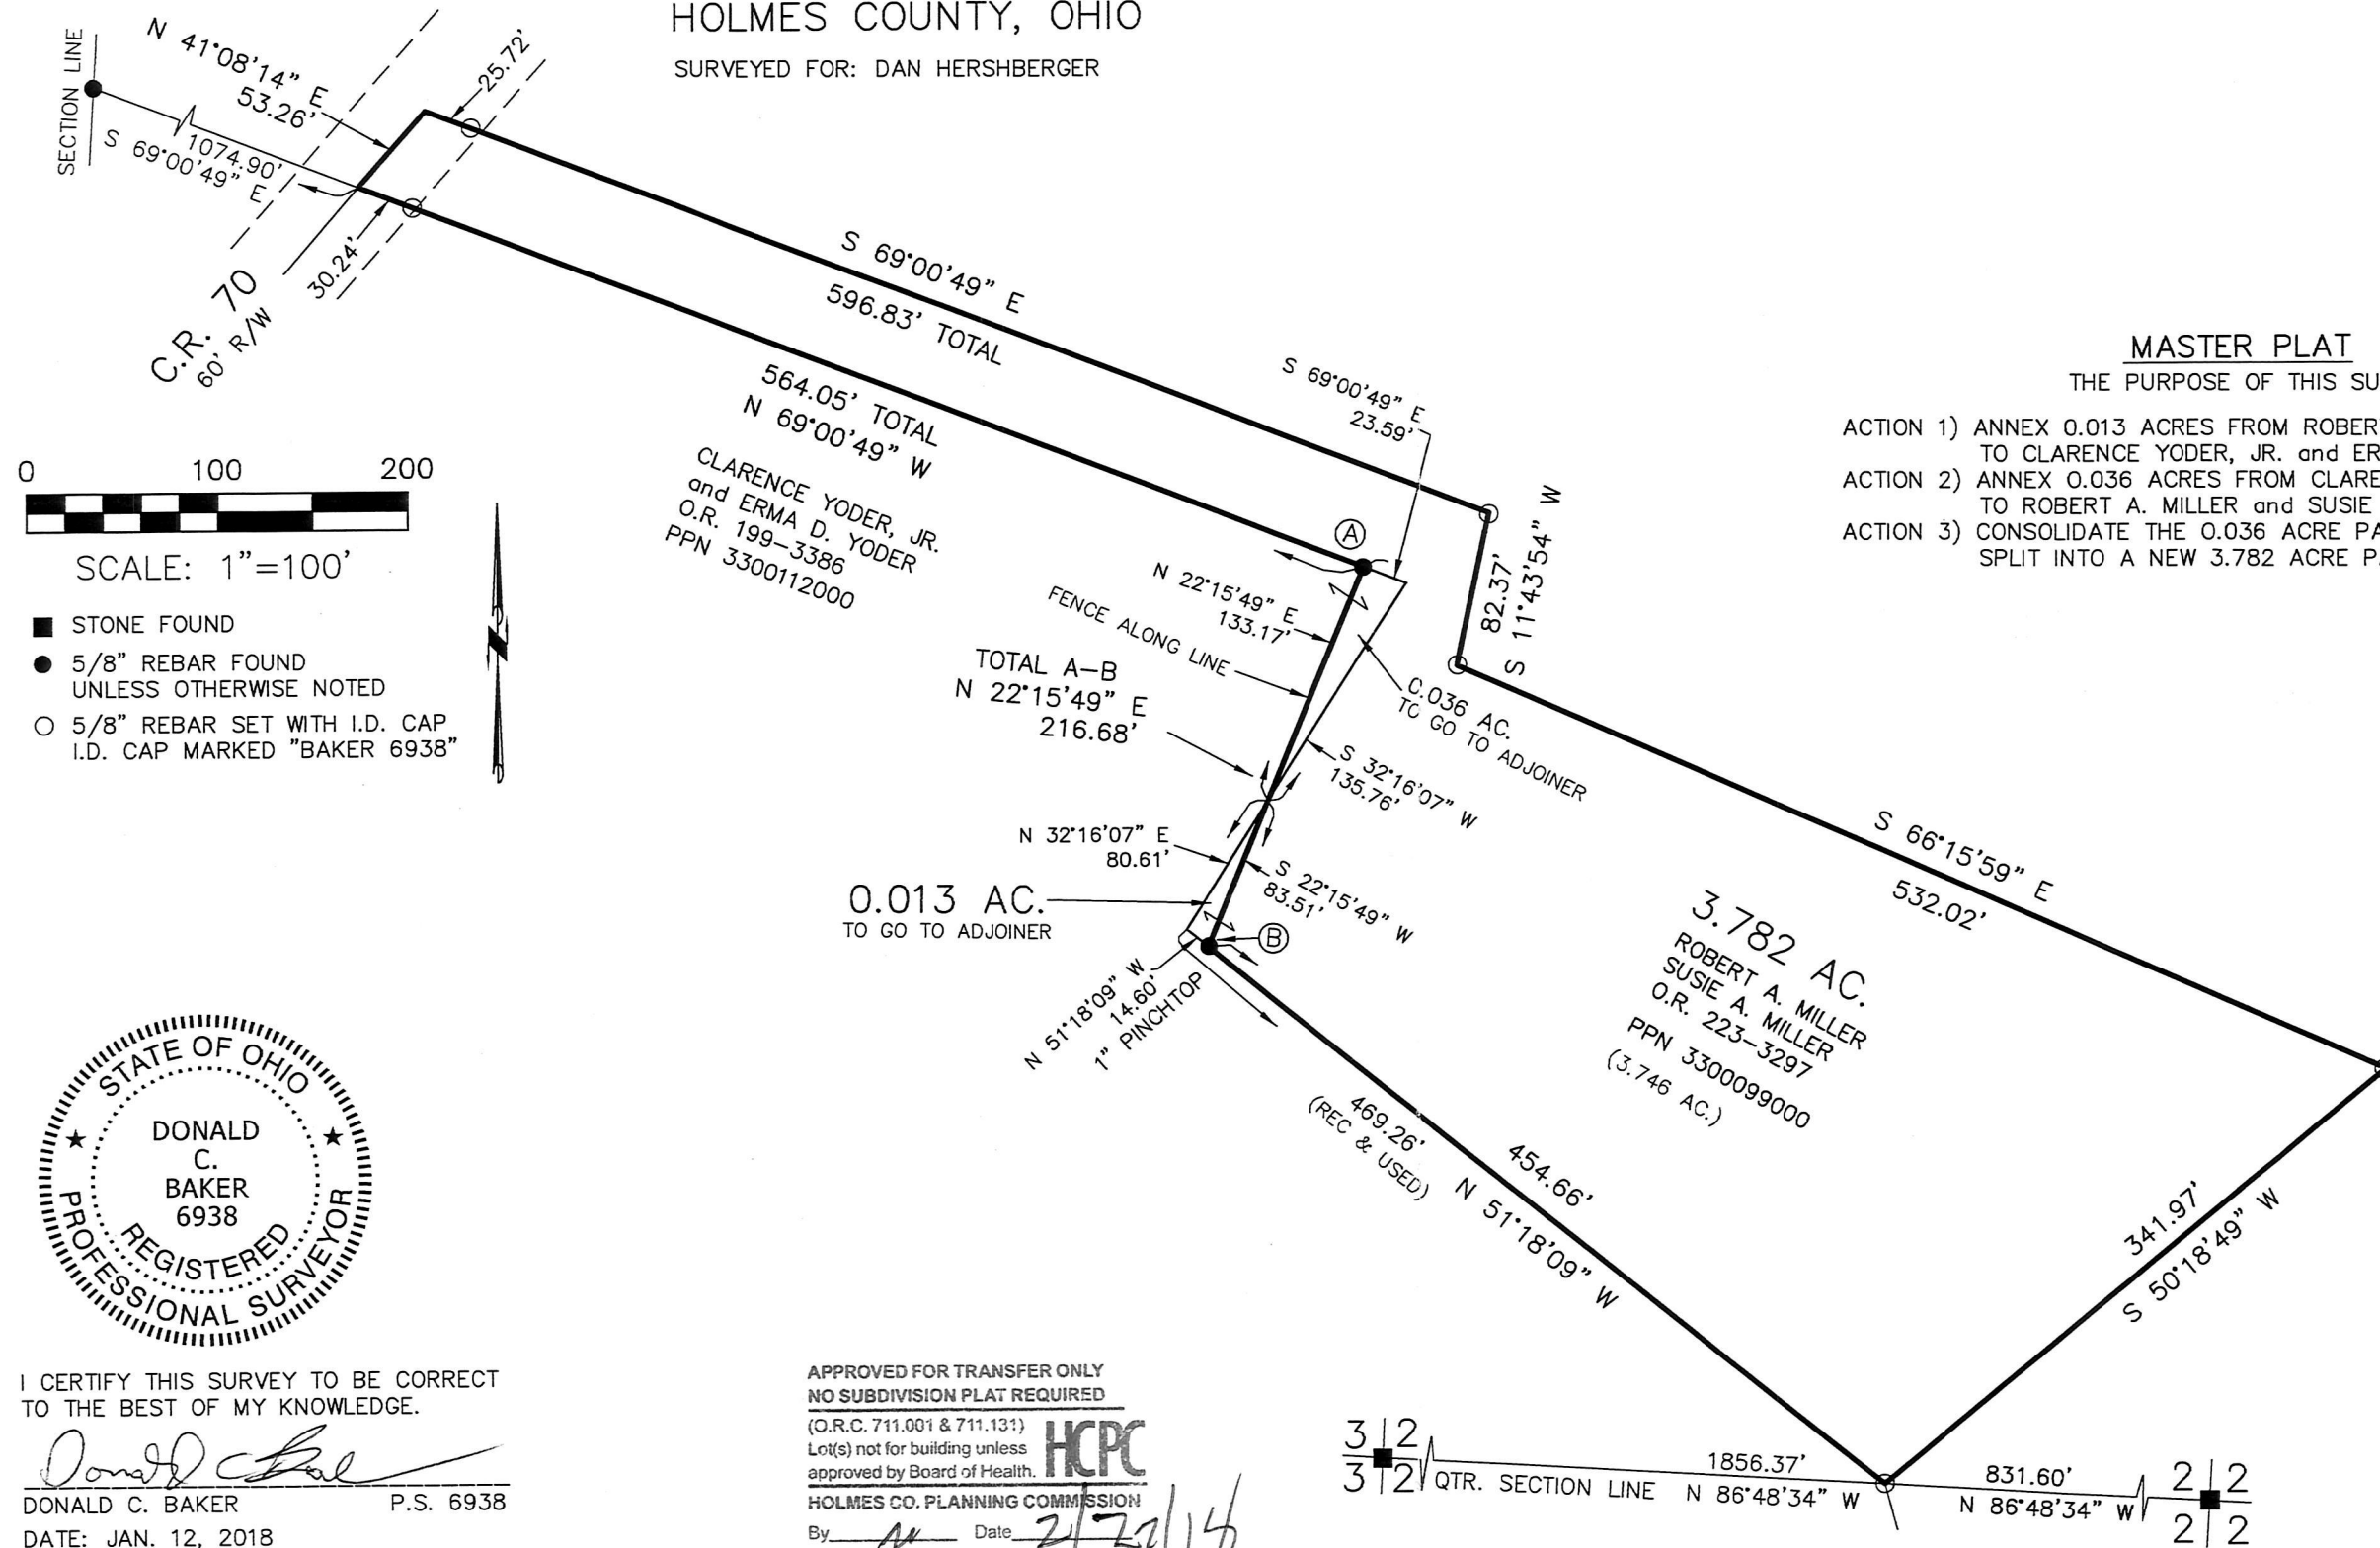 HOLMES COUNTY, OHIO
SURVEYED FOR: DAN HERSHBERGER
SECTION LINE
N 41°08'14" E
53.26'
1074.90'
S 69°00'49" E
25.72'
30.24'
C.R. 70
60' R/W
S 69°00'49" E
596.83' TOTAL
564.05' TOTAL
N 69°00'49" W
S 69°00'49" E
23.59'
CLARENCE YODER, JR.
and ERMA D. YODER
O.R. 199-3386
PPN 3300112000
0 100 200
SCALE: 1"=100'
STONE FOUND
5/8" REBAR FOUND
UNLESS OTHERWISE NOTED
5/8" REBAR SET WITH I.D. CAP
I.D. CAP MARKED "BAKER 6938"
MASTER PLAT
THE PURPOSE OF THIS SU
ACTION 1) ANNEX 0.013 ACRES FROM ROBER
TO CLARENCE YODER, JR. and ER
ACTION 2) ANNEX 0.036 ACRES FROM CLARE
TO ROBERT A. MILLER and SUSIE
ACTION 3) CONSOLIDATE THE 0.036 ACRE PA
SPLIT INTO A NEW 3.782 ACRE P
A
82.37'
S 11°43'54" W
N 22°15'49" E
133.17'
FENCE ALONG LINE
TOTAL A-B
N 22°15'49" E
216.68'
0.036 AC.
TO GO TO ADJOINER
S 32°16'07" W
135.76'
N 32°16'07" E
80.61'
S 22°15'49" W
83.51'
0.013 AC.
TO GO TO ADJOINER
B
N 51°18'09" W
14.60'
1" PINCHTOP
S 66°15'59" E
532.02'
3.782 AC.
ROBERT A. MILLER
SUSIE A. MILLER
O.R. 223-3297
PPN 3300099000
(3.746 AC.)
469.26'
(REC & USED)
454.66'
N 51°18'09" W
341.97'
S 50°18'49" W
STATE OF OHIO
DONALD
C.
BAKER
6938
REGISTERED
PROFESSIONAL SURVEYOR
I CERTIFY THIS SURVEY TO BE CORRECT
TO THE BEST OF MY KNOWLEDGE.
DONALD C. BAKER P.S. 6938
DATE: JAN. 12, 2018
APPROVED FOR TRANSFER ONLY
NO SUBDIVISION PLAT REQUIRED
(O.R.C. 711.001 & 711.131)
Lot(s) not for building unless
approved by Board of Health.
HCPC
HOLMES CO. PLANNING COMMISSION
By Date 2/22/18
3 2
3 2
QTR. SECTION LINE
1856.37'
N 86°48'34" W
831.60'
N 86°48'34" W
2 2
2 2